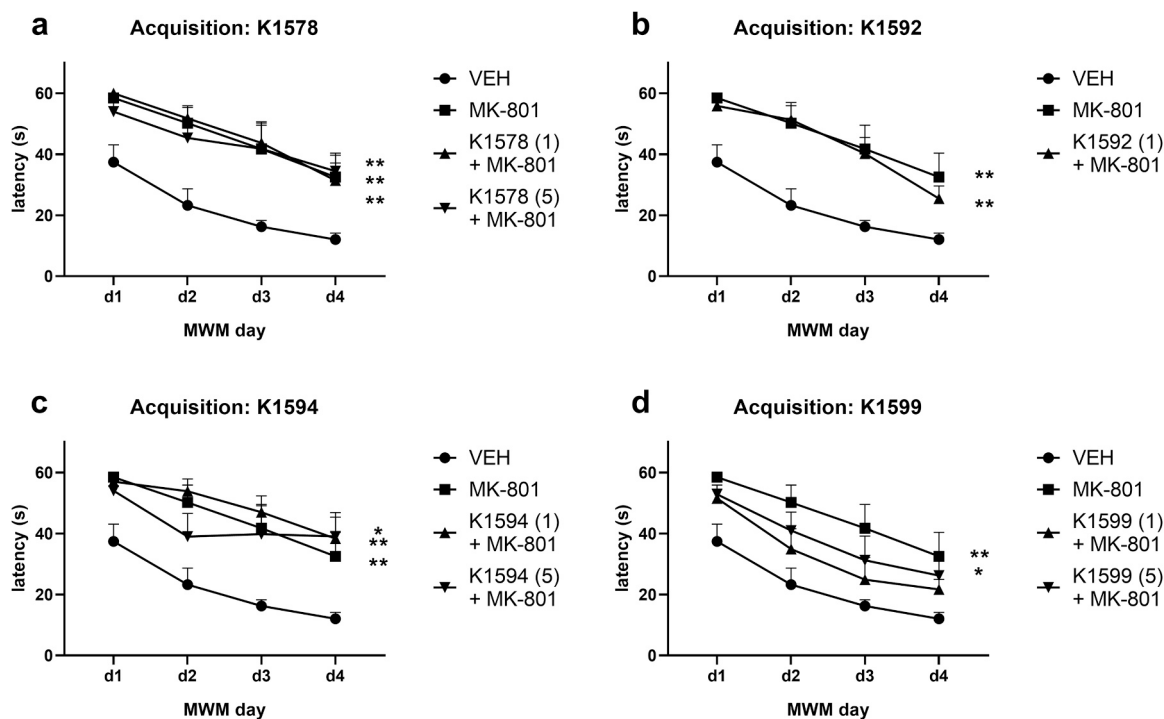 a
Acquisition: K1578
latency (s)
60
40
20
0
d1 d2 d3 d4
MWM day
VEH
MK-801
K1578 (1)
+ MK-801
K1578 (5)
+ MK-801
**
**
**
b
Acquisition: K1592
latency (s)
60
40
20
0
d1 d2 d3 d4
MWM day
VEH
MK-801
K1592 (1)
+ MK-801
**
**
c
Acquisition: K1594
latency (s)
60
40
20
0
d1 d2 d3 d4
MWM day
VEH
MK-801
K1594 (1)
+ MK-801
K1594 (5)
+ MK-801
*
**
**
d
Acquisition: K1599
latency (s)
60
40
20
0
d1 d2 d3 d4
MWM day
VEH
MK-801
K1599 (1)
+ MK-801
K1599 (5)
+ MK-801
**
*